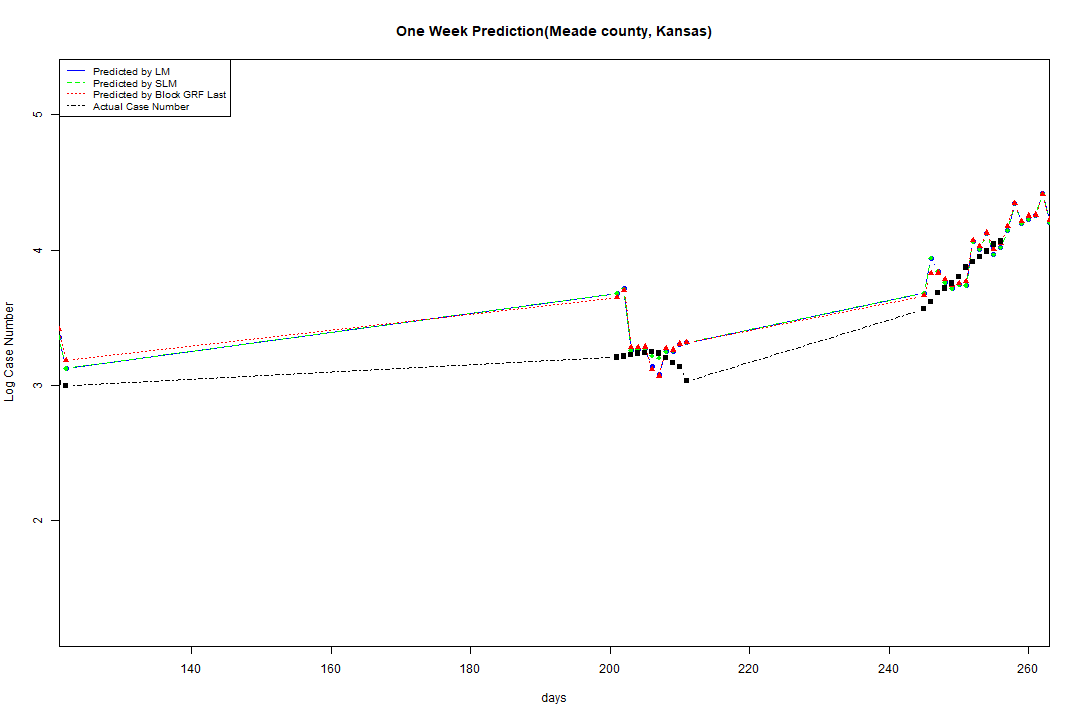 One Week Prediction(Meade county, Kansas)
Predicted by LM
Predicted by SLM
Predicted by Block GRF Last
Actual Case Number
Log Case Number
5
4
3
2
140 160 180 200 220 240 260
days